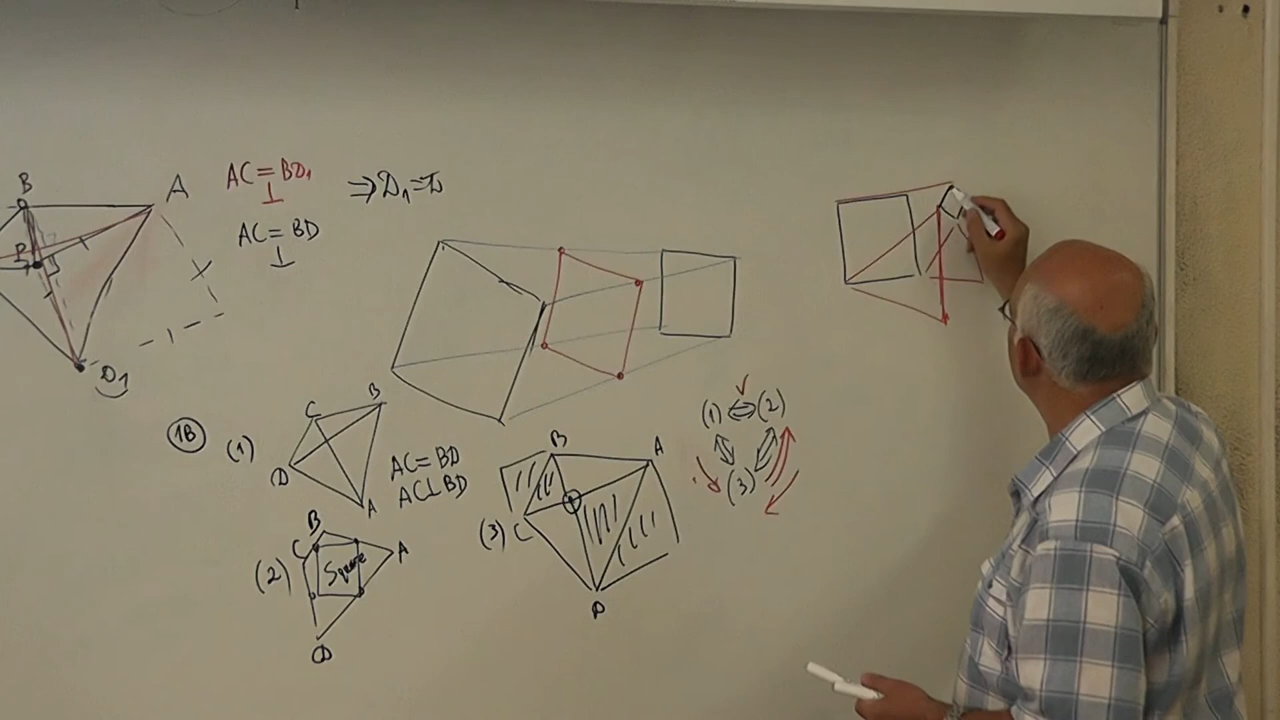 B
A
AC = BD₁
⊥
⇒ D₁ = D
AC = BD
⊥
P
D₁
1B
(1)
C
B
D
A
AC = BD
AC ⊥ BD
(2)
B
C
A
Square
D
(3)
B
A
C
D
(1) ⇔ (2)
(3)